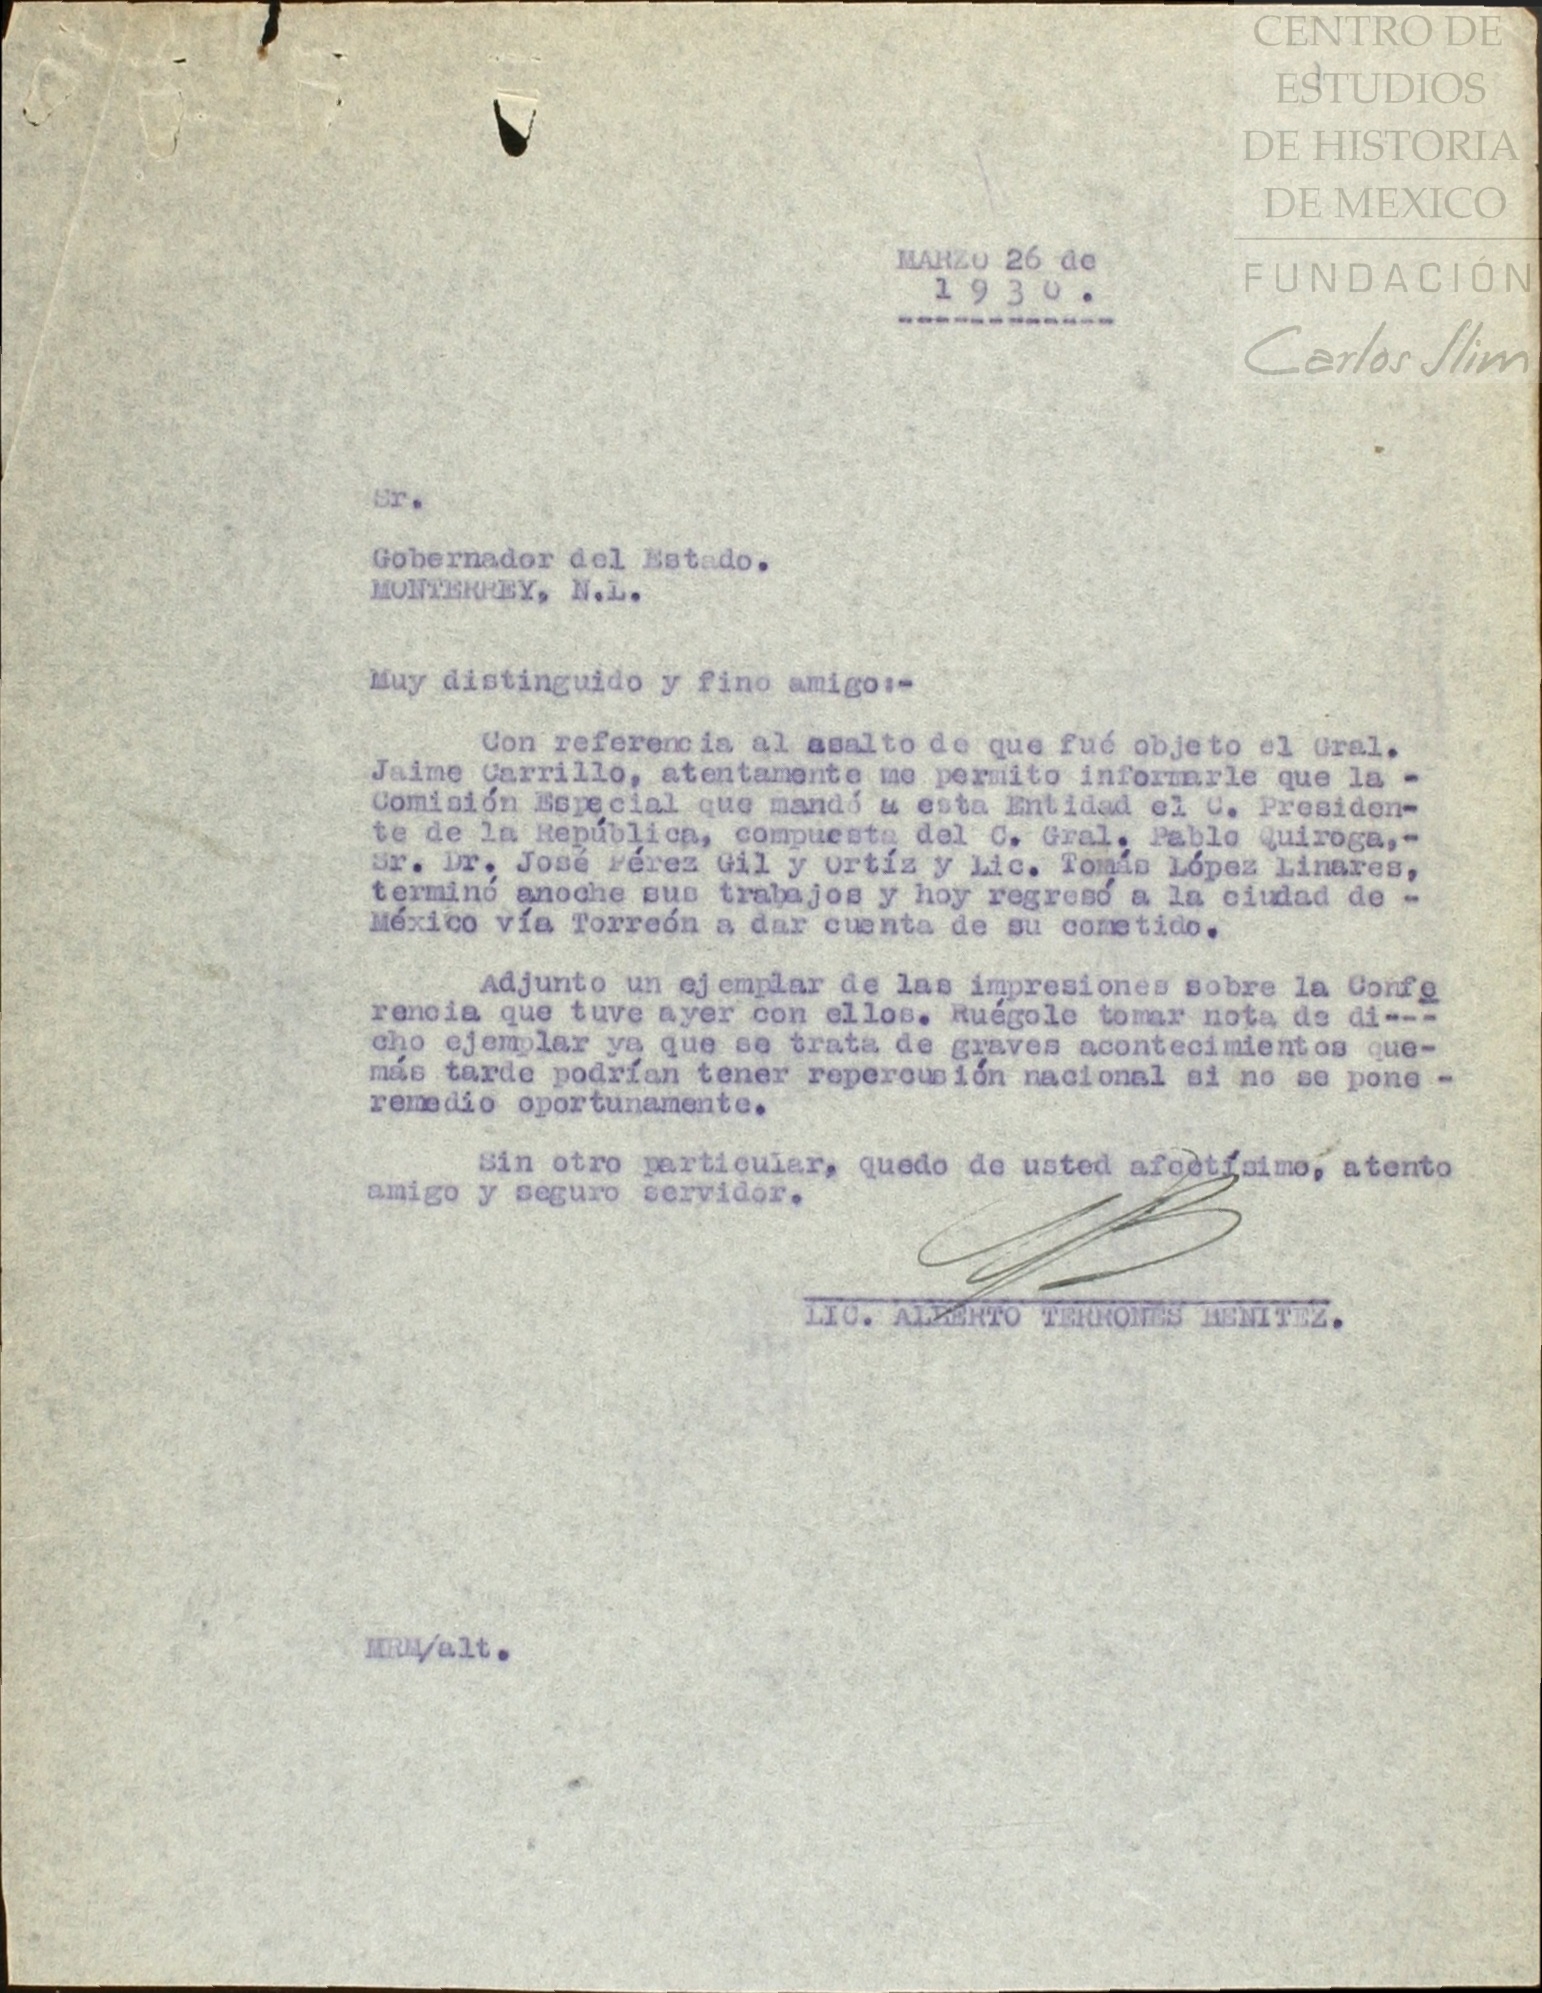 CENTRO DE
ESTUDIOS
DE HISTORIA
DE MEXICO
FUNDACIÓN
Carlos Slim
MARZO 26 de
1 9 3 0 .
------------
Sr.
Gobernador del Estado.
MONTERREY, N.L.
Muy distinguido y fino amigo:-
Con referencia al asalto de que fué objeto el Gral.
Jaime Carrillo, atentamente me permito informarle que la -
Comisión Especial que mandó a esta Entidad el C. Presiden-
te de la República, compuesta del C. Gral. Pablo Quiroga,-
Sr. Dr. José Pérez Gil y Ortíz y Lic. Tomás López Linares,
terminó anoche sus trabajos y hoy regresó a la ciudad de -
México vía Torreón a dar cuenta de su cometido.
Adjunto un ejemplar de las impresiones sobre la Confe
rencia que tuve ayer con ellos. Ruégole tomar nota de di---
cho ejemplar ya que se trata de graves acontecimientos que-
más tarde podrían tener repercusión nacional si no se pone -
remedio oportunamente.
Sin otro particular, quedo de usted afectísimo, atento
amigo y seguro servidor.
LIC. ALBERTO TERRONES BENITEZ.
MRM/alt.